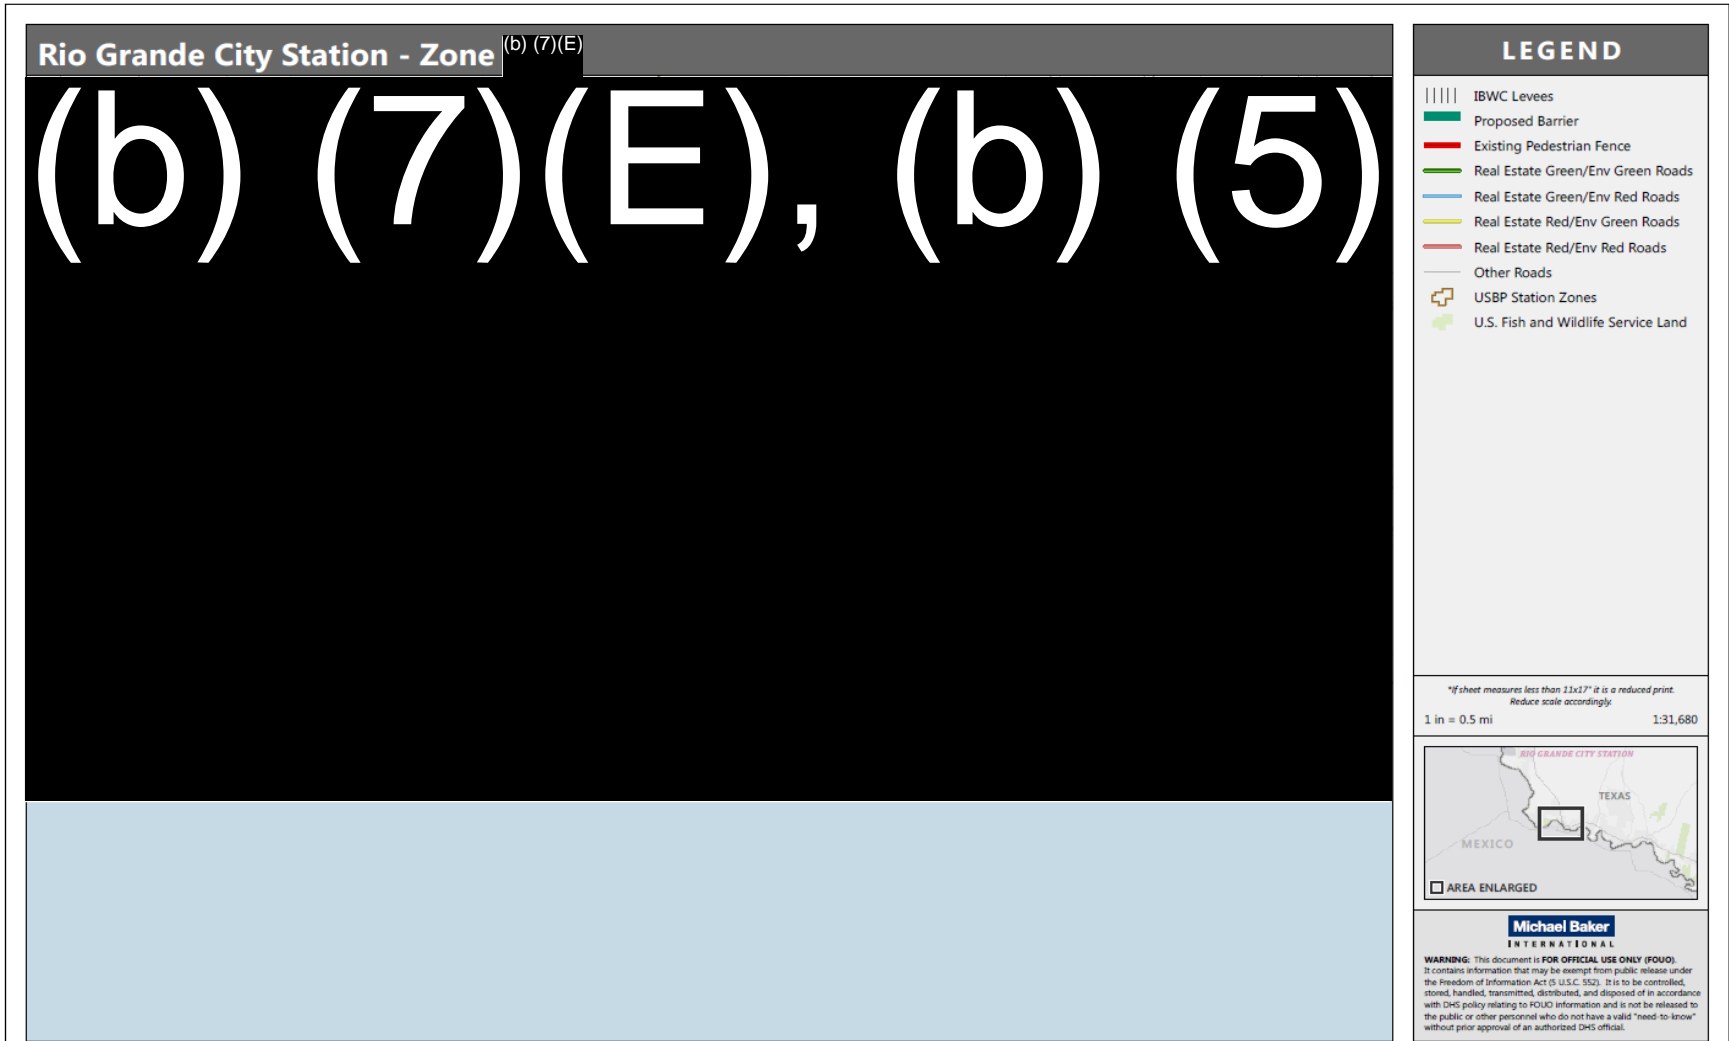 Rio Grande City Station - Zone (b) (7)(E)
(b) (7)(E), (b) (5)
LEGEND
IBWC Levees
Proposed Barrier
Existing Pedestrian Fence
Real Estate Green/Env Green Roads
Real Estate Green/Env Red Roads
Real Estate Red/Env Green Roads
Real Estate Red/Env Red Roads
Other Roads
USBP Station Zones
U.S. Fish and Wildlife Service Land
*If sheet measures less than 11x17" it is a reduced print.
Reduce scale accordingly.
1 in = 0.5 mi 1:31,680
RIO GRANDE CITY STATION
TEXAS
MEXICO
AREA ENLARGED
Michael Baker
INTERNATIONAL
WARNING: This document is FOR OFFICIAL USE ONLY (FOUO).
It contains information that may be exempt from public release under
the Freedom of Information Act (5 U.S.C. 552). It is to be controlled,
stored, handled, transmitted, distributed, and disposed of in accordance
with DHS policy relating to FOUO information and is not be released to
the public or other personnel who do not have a valid "need-to-know"
without prior approval of an authorized DHS official.